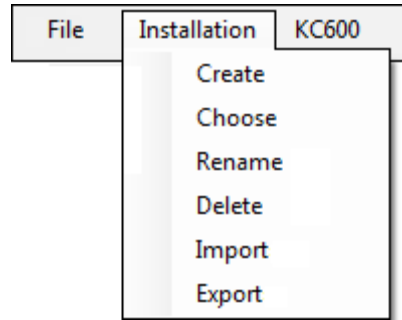 File Installation KC600
Create
Choose
Rename
Delete
Import
Export